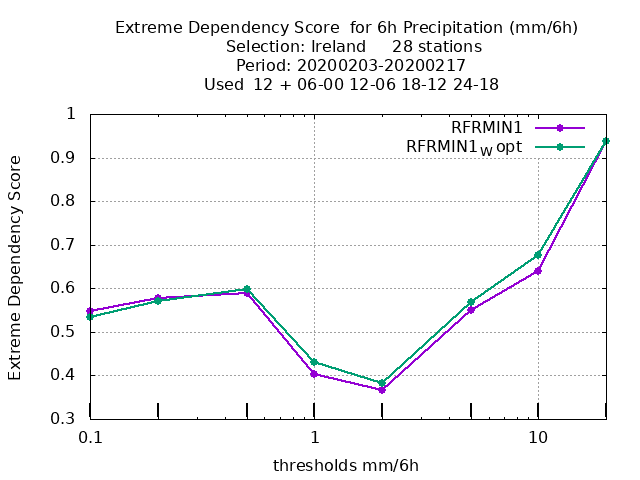 Extreme Dependency Score  for 6h Precipitation (mm/6h)
Selection: Ireland     28 stations
Period: 20200203-20200217
Used  12 + 06-00 12-06 18-12 24-18
RFRMIN1
RFRMIN1w opt
1
0.9
0.8
0.7
0.6
0.5
0.4
0.3
Extreme Dependency Score
0.1 1 10
thresholds mm/6h